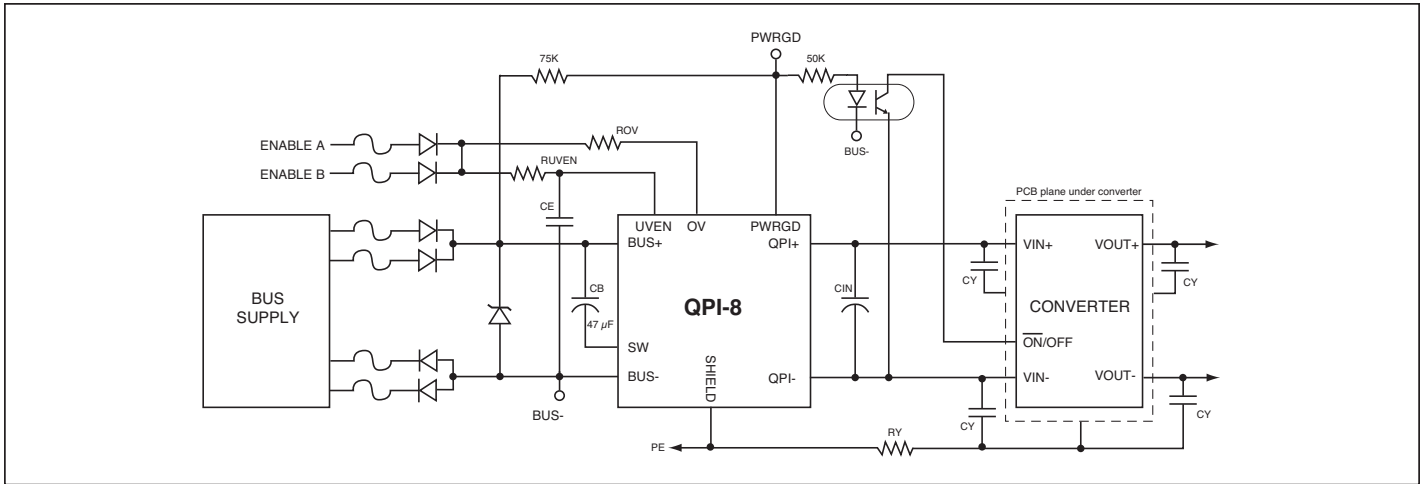 PWRGD
75K
50K
BUS-
ENABLE A
ENABLE B
ROV
RUVEN
CE
PCB plane under converter
BUS SUPPLY
UVEN
OV
PWRGD
BUS+
QPI+
CB
47 µF
QPI-8
SW
BUS-
SHIELD
QPI-
CIN
CY
VIN+
VOUT+
CY
CONVERTER
ON/OFF
VIN-
VOUT-
CY
CY
BUS-
PE
RY